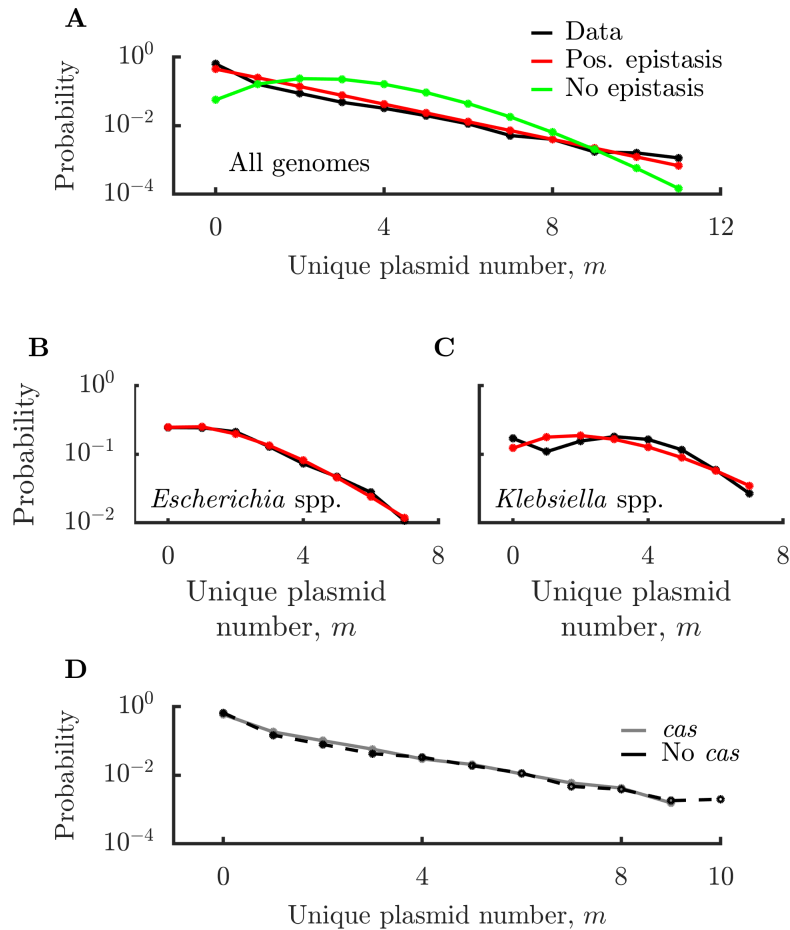 A
Data
Pos. epistasis
No epistasis
10^0
10^−2
10^−4
Probability
All genomes
0 4 8 12
Unique plasmid number, m
B
10^0
10^−1
10^−2
Probability
Escherichia spp.
0 4 8
Unique plasmid
number, m
C
Klebsiella spp.
0 4 8
Unique plasmid
number, m
D
10^0
10^−2
10^−4
Probability
cas
No cas
0 4 8 10
Unique plasmid number, m